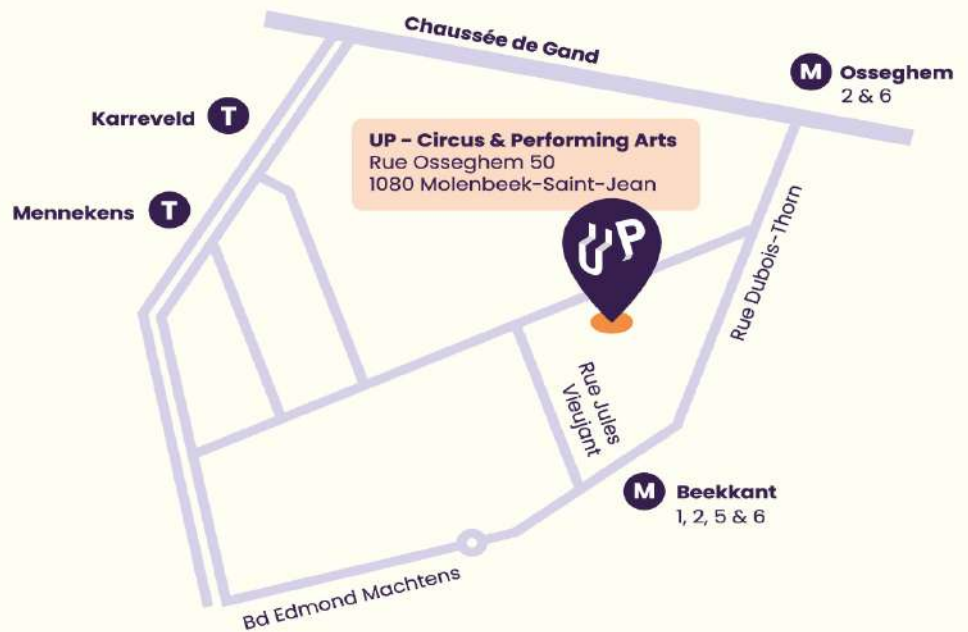 Chaussée de Gand
M Osseghem
2 & 6
Karreveld T
UP - Circus & Performing Arts
Rue Osseghem 50
1080 Molenbeek-Saint-Jean
Mennekens T
UP
Rue Dubois-Thorn
Rue Jules
Vieujant
M Beekkant
1, 2, 5 & 6
Bd Edmond Machtens